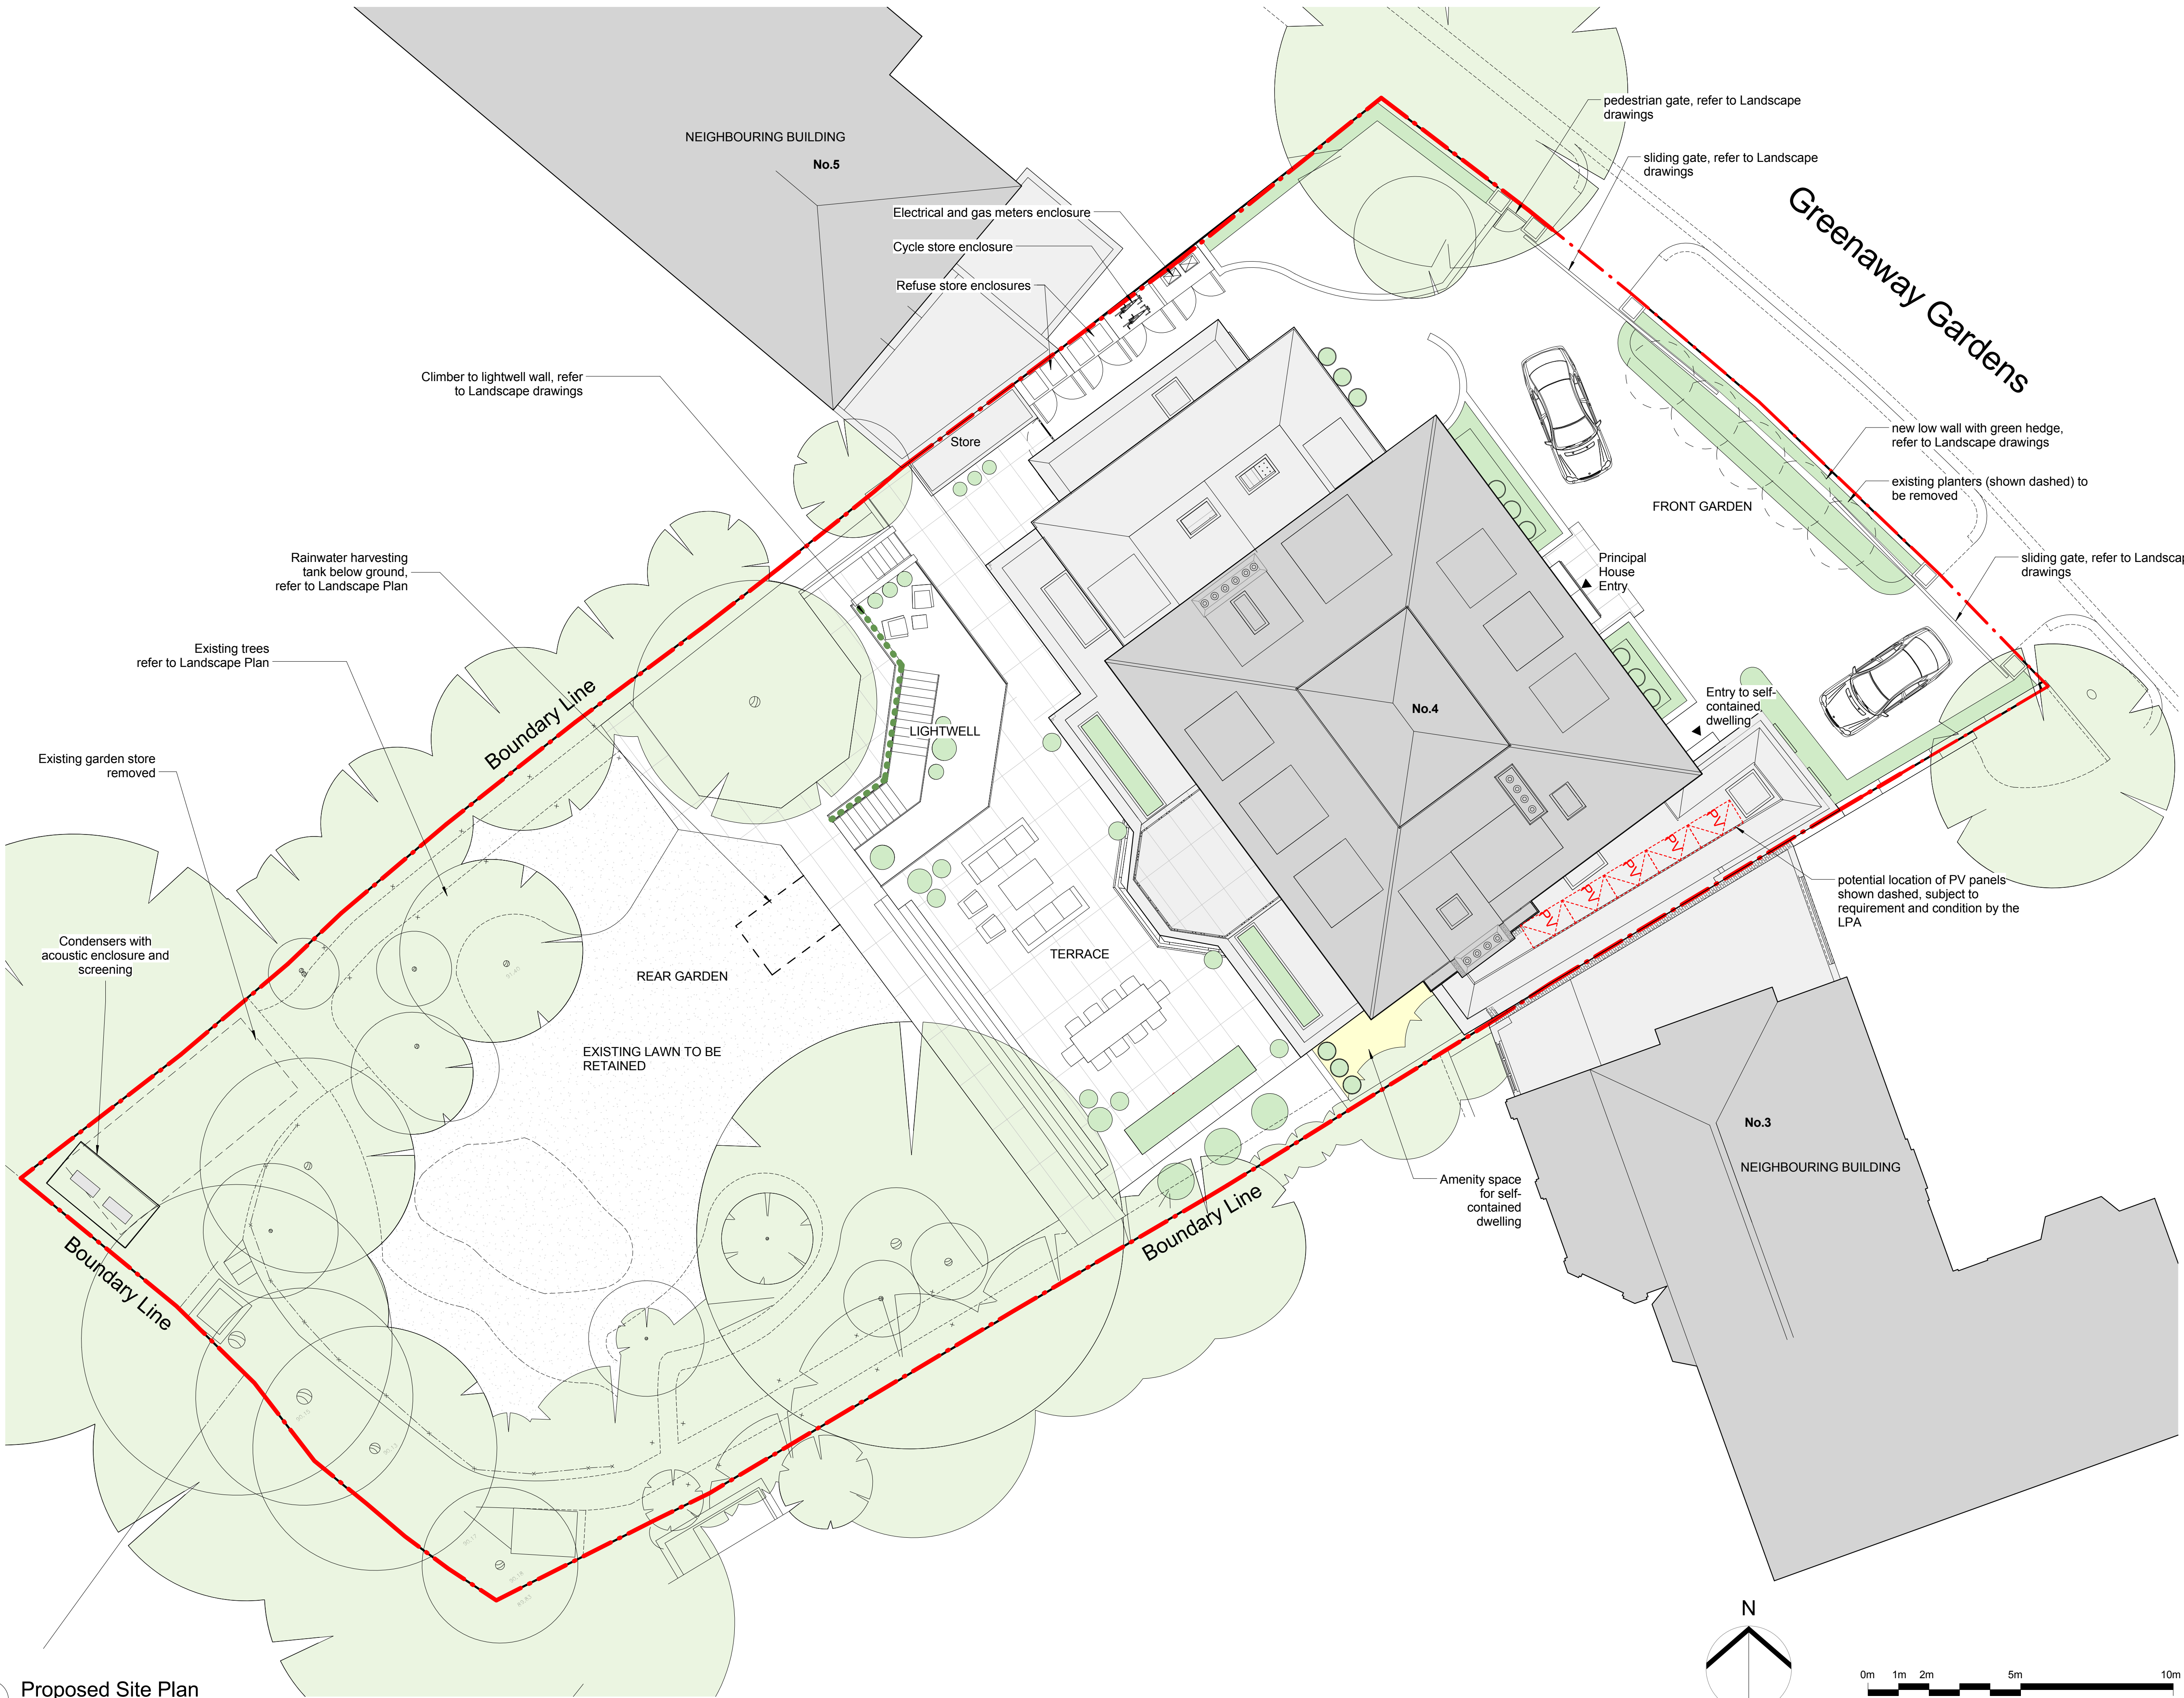 NEIGHBOURING BUILDING
No.5
pedestrian gate, refer to Landscape
drawings
sliding gate, refer to Landscape
drawings
Greenaway Gardens
Electrical and gas meters enclosure
Cycle store enclosure
Refuse store enclosures
Climber to lightwell wall, refer
to Landscape drawings
Store
new low wall with green hedge,
refer to Landscape drawings
existing planters (shown dashed) to
be removed
FRONT GARDEN
sliding gate, refer to Landscap
drawings
Principal
House
Entry
Rainwater harvesting
tank below ground,
refer to Landscape Plan
Existing trees
refer to Landscape Plan
Boundary Line
Existing garden store
removed
LIGHTWELL
No.4
Entry to self-
contained
dwelling
PV
PV
PV
PV
PV
potential location of PV panels
shown dashed, subject to
requirement and condition by the
LPA
Condensers with
acoustic enclosure and
screening
REAR GARDEN
TERRACE
EXISTING LAWN TO BE
RETAINED
No.3
NEIGHBOURING BUILDING
Amenity space
for self-
contained
dwelling
Boundary Line
Boundary Line
N
0m 1m 2m 5m 10m
Proposed Site Plan